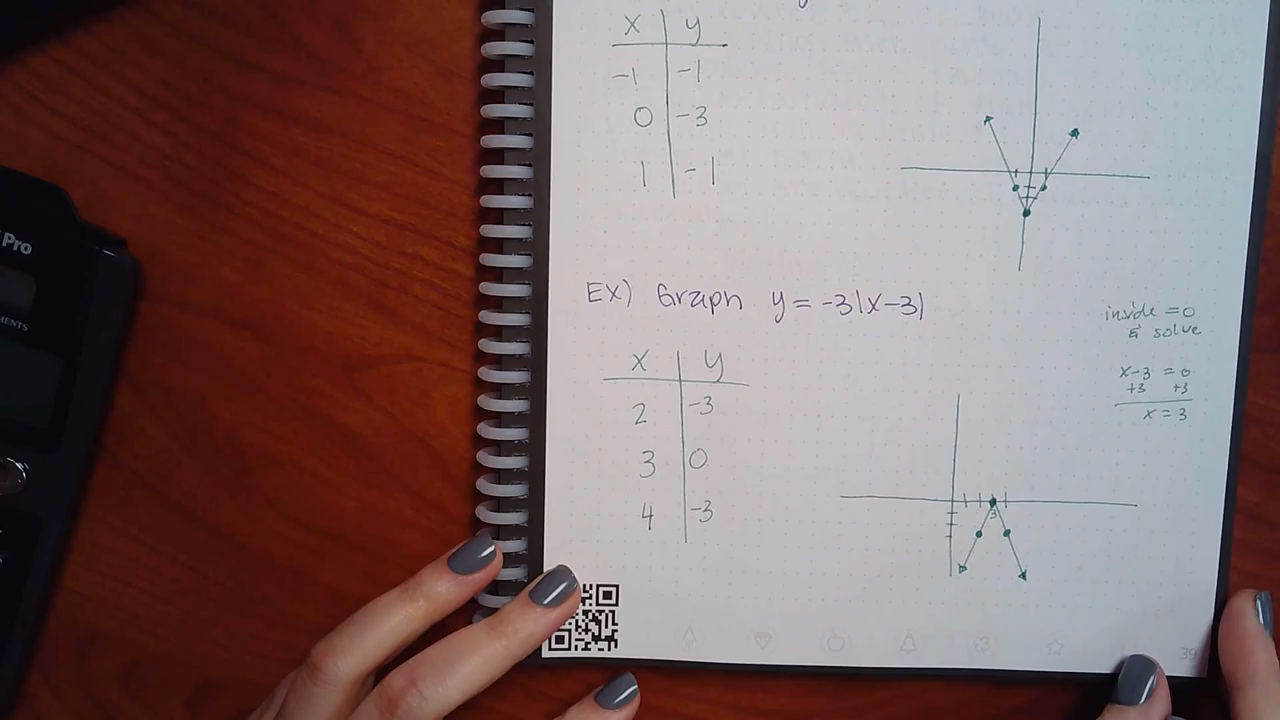 x y
-1 -1
0 -3
1 -1
Pro
EX) Graph y = -3|x-3|
inside = 0
& solve
x-3 = 0
+3 +3
x = 3
x y
2 -3
3 0
4 -3
3
39